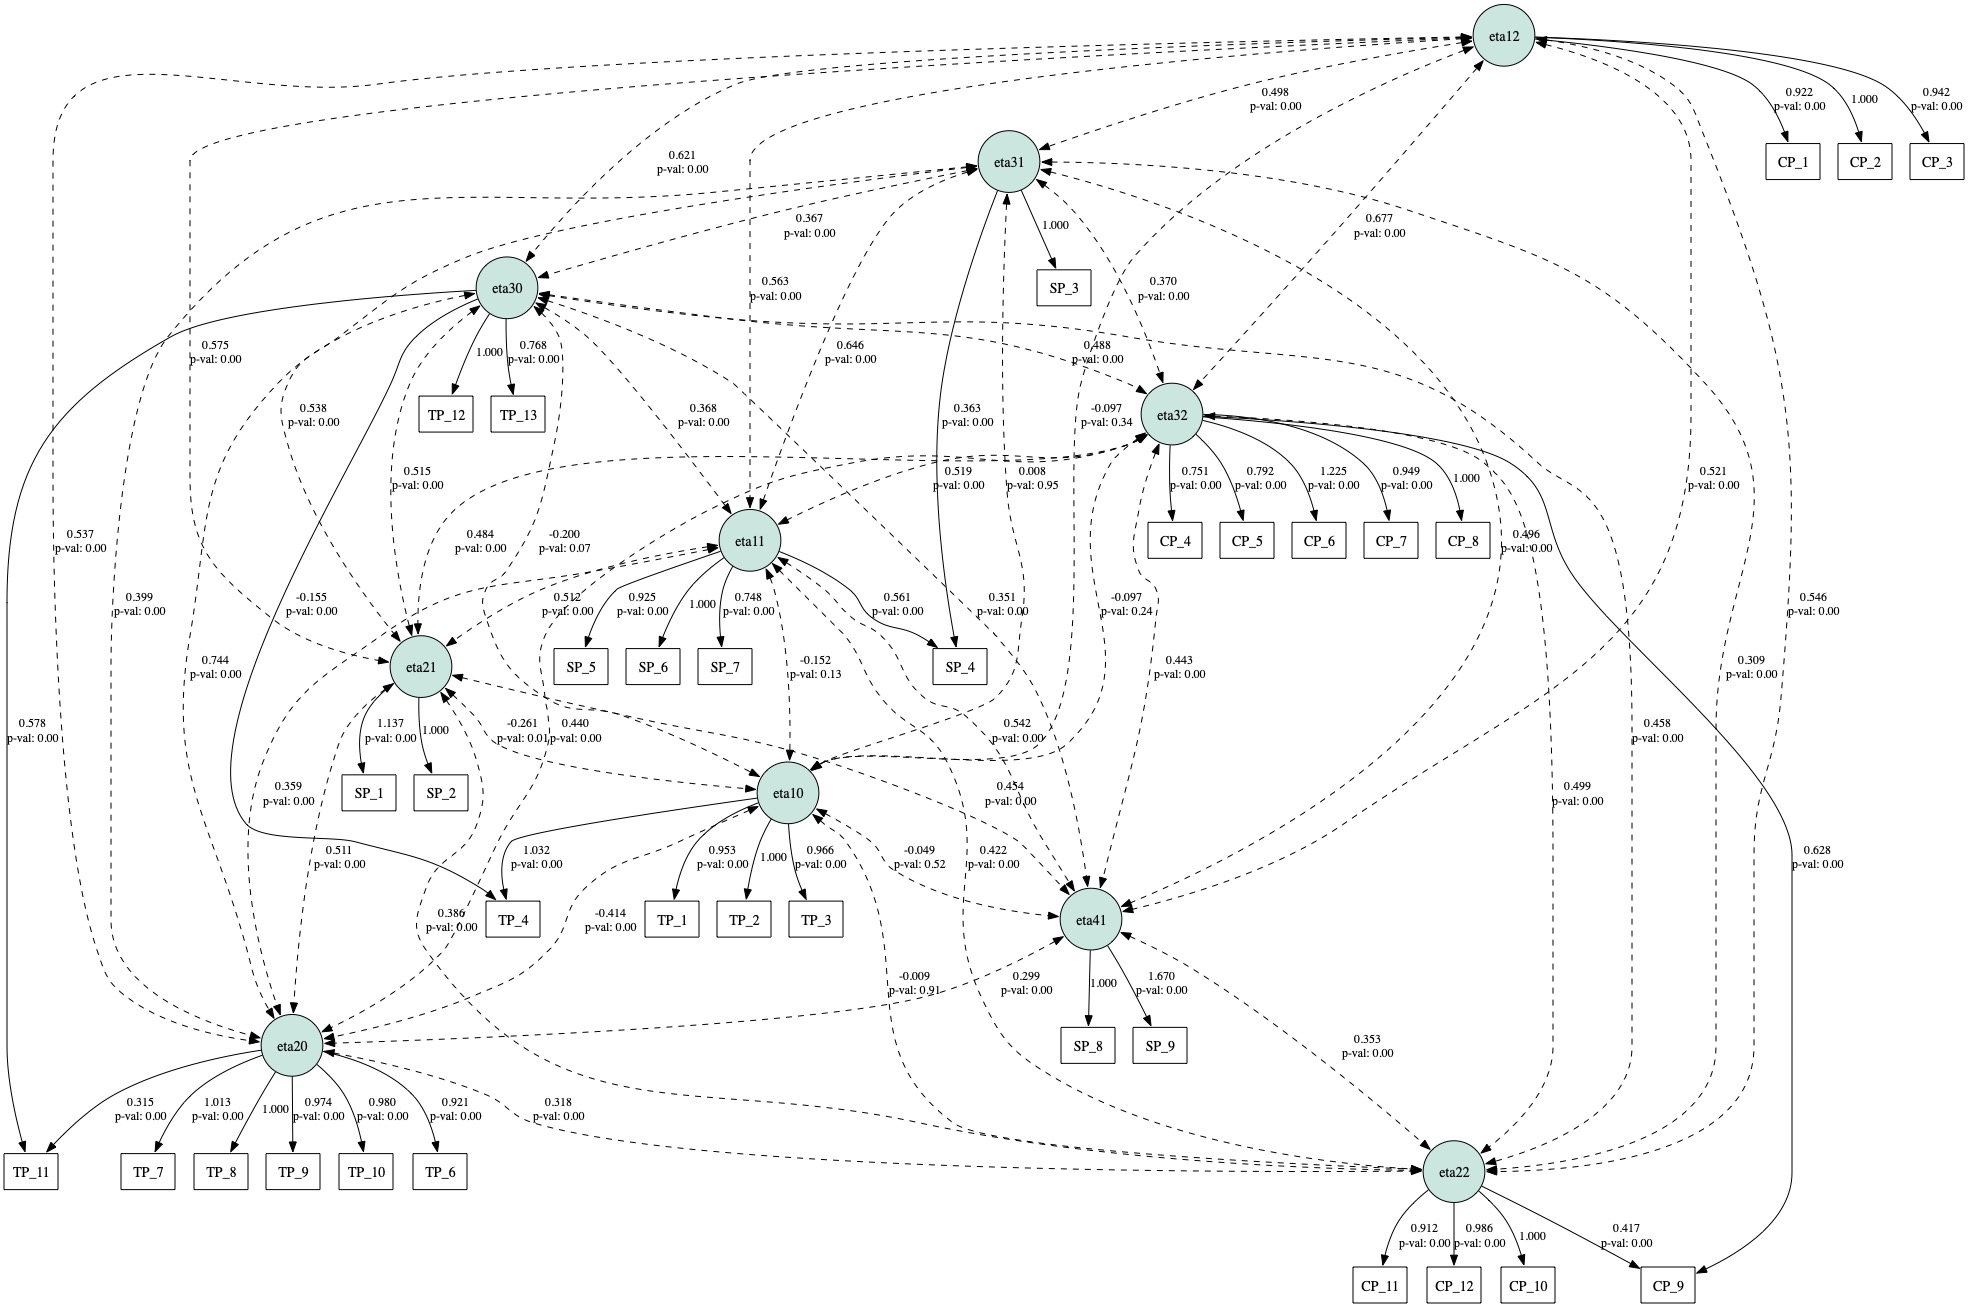 eta12
0.922
p-val: 0.00
1.000
0.942
p-val: 0.00
0.498
p-val: 0.00
CP_1
CP_2
CP_3
eta31
0.621
p-val: 0.00
0.367
p-val: 0.00
1.000
0.677
p-val: 0.00
eta30
SP_3
0.563
p-val: 0.00
0.370
p-val: 0.00
0.575
p-val: 0.00
1.000
0.768
p-val: 0.00
0.646
p-val: 0.00
0.488
p-val: 0.00
TP_12
TP_13
0.538
p-val: 0.00
0.368
p-val: 0.00
0.363
p-val: 0.00
-0.097
p-val: 0.34
eta32
0.515
p-val: 0.00
0.519
p-val: 0.00
0.008
p-val: 0.95
0.751
p-val: 0.00
0.792
p-val: 0.00
1.225
p-val: 0.00
0.949
p-val: 0.00
1.000
0.521
p-val: 0.00
0.537
p-val: 0.00
0.484
p-val: 0.00
-0.200
p-val: 0.07
eta11
CP_4
CP_5
CP_6
CP_7
CP_8
0.496
p-val: 0.00
0.399
p-val: 0.00
-0.155
p-val: 0.00
0.512
p-val: 0.00
0.925
p-val: 0.00
1.000
0.748
p-val: 0.00
0.561
p-val: 0.00
0.351
p-val: 0.00
-0.097
p-val: 0.24
0.546
p-val: 0.00
0.744
p-val: 0.00
eta21
SP_5
SP_6
SP_7
-0.152
p-val: 0.13
SP_4
0.443
p-val: 0.00
0.309
p-val: 0.00
0.578
p-val: 0.00
1.137
p-val: 0.00
1.000
-0.261
p-val: 0.01
0.440
p-val: 0.00
0.542
p-val: 0.00
0.458
p-val: 0.00
0.359
p-val: 0.00
SP_1
SP_2
eta10
0.454
p-val: 0.00
0.499
p-val: 0.00
0.511
p-val: 0.00
1.032
p-val: 0.00
0.953
p-val: 0.00
1.000
0.966
p-val: 0.00
-0.049
p-val: 0.52
0.422
p-val: 0.00
0.628
p-val: 0.00
0.386
p-val: 0.00
TP_4
-0.414
p-val: 0.00
TP_1
TP_2
TP_3
eta41
-0.009
p-val: 0.91
0.299
p-val: 0.00
1.000
1.670
p-val: 0.00
eta20
SP_8
SP_9
0.353
p-val: 0.00
0.315
p-val: 0.00
1.013
p-val: 0.00
1.000
0.974
p-val: 0.00
0.980
p-val: 0.00
0.921
p-val: 0.00
0.318
p-val: 0.00
TP_11
TP_7
TP_8
TP_9
TP_10
TP_6
eta22
0.912
p-val: 0.00
0.986
p-val: 0.00
1.000
0.417
p-val: 0.00
CP_11
CP_12
CP_10
CP_9